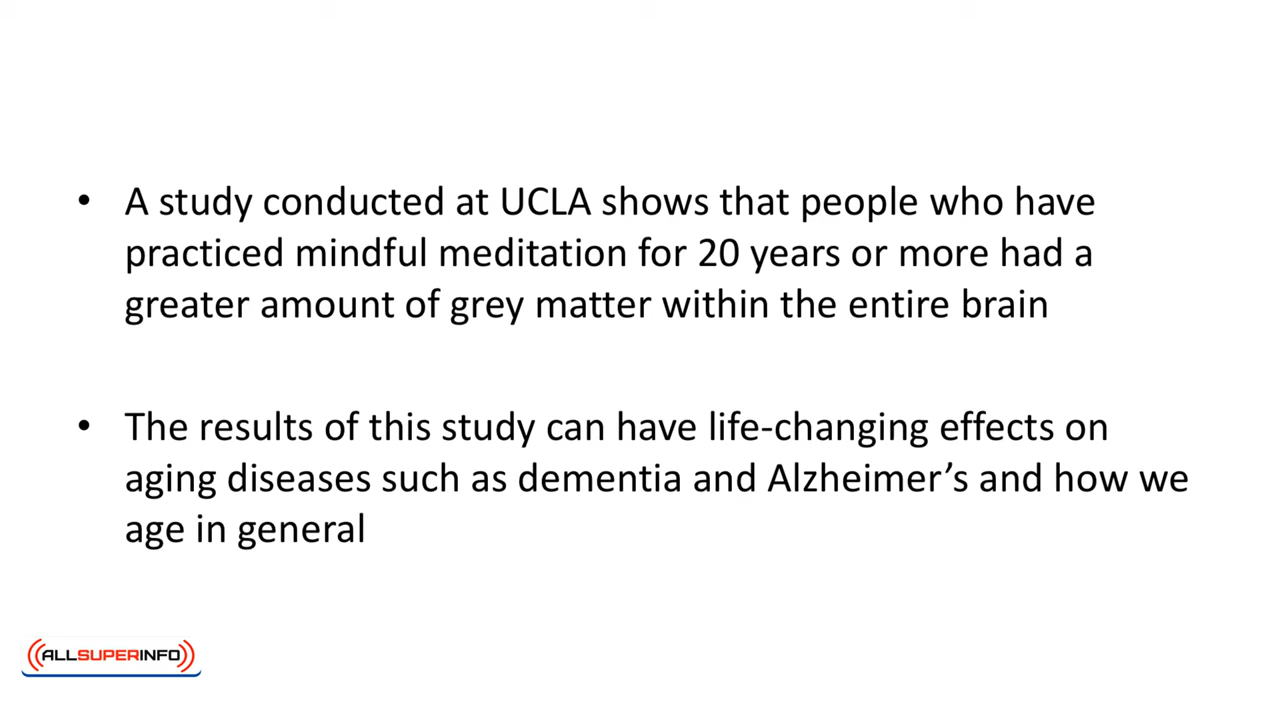 • A study conducted at UCLA shows that people who have
practiced mindful meditation for 20 years or more had a
greater amount of grey matter within the entire brain
• The results of this study can have life-changing effects on
aging diseases such as dementia and Alzheimer’s and how we
age in general
ALLSUPERINFO